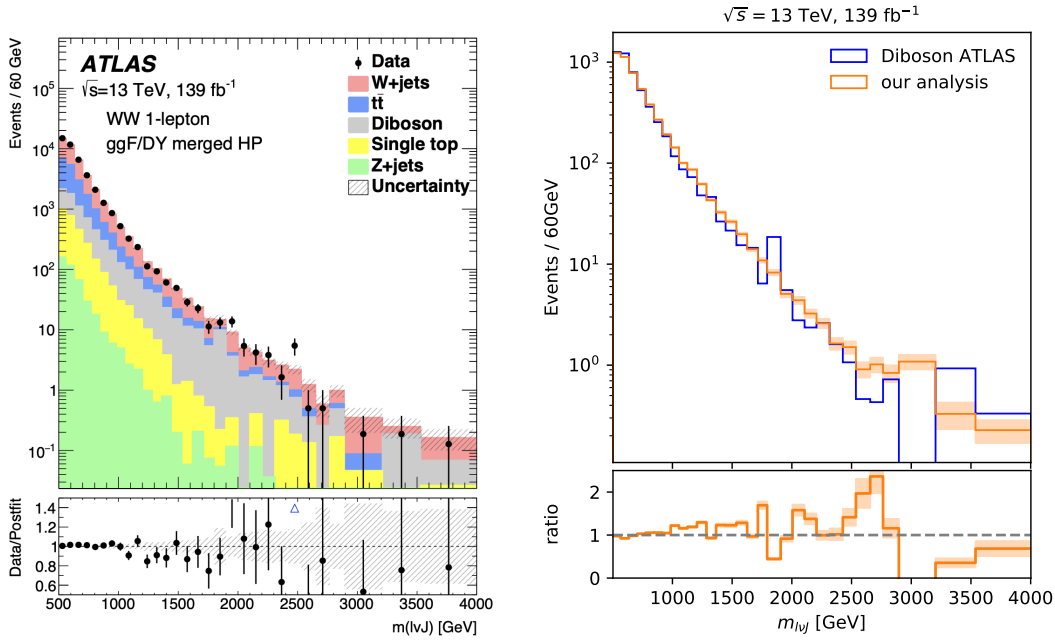 ATLAS
√s=13 TeV, 139 fb⁻¹
WW 1-lepton
ggF/DY merged HP
Data
W+jets
tt̄
Diboson
Single top
Z+jets
Uncertainty
Events / 60 GeV
10⁵
10⁴
10³
10²
10
1
10⁻¹
Data/Postfit
1.4
1.2
1
0.8
0.6
500 1000 1500 2000 2500 3000 3500 4000
m(lvJ) [GeV]
√s = 13 TeV, 139 fb⁻¹
Diboson ATLAS
our analysis
Events / 60GeV
10³
10²
10¹
10⁰
ratio
2
1
0
1000 1500 2000 2500 3000 3500 4000
m_{lνJ} [GeV]